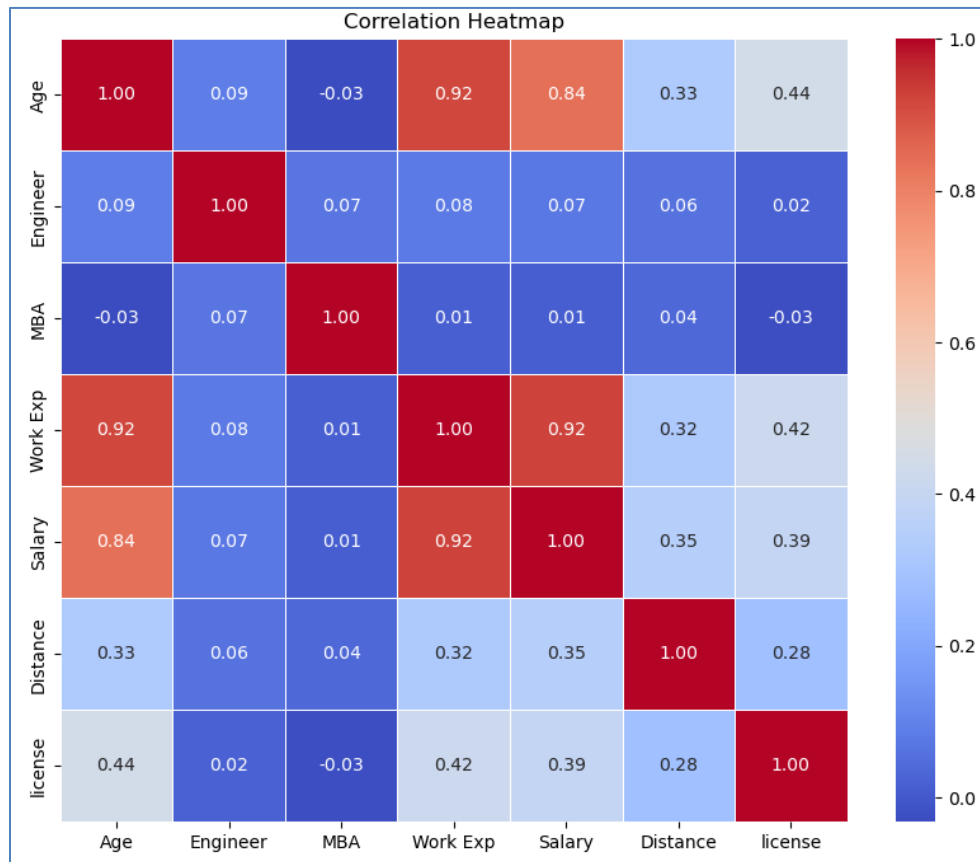 Correlation Heatmap
Age 1.00 0.09 -0.03 0.92 0.84 0.33 0.44
Engineer 0.09 1.00 0.07 0.08 0.07 0.06 0.02
MBA -0.03 0.07 1.00 0.01 0.01 0.04 -0.03
Work Exp 0.92 0.08 0.01 1.00 0.92 0.32 0.42
Salary 0.84 0.07 0.01 0.92 1.00 0.35 0.39
Distance 0.33 0.06 0.04 0.32 0.35 1.00 0.28
license 0.44 0.02 -0.03 0.42 0.39 0.28 1.00
Age Engineer MBA Work Exp Salary Distance license
1.0
0.8
0.6
0.4
0.2
0.0